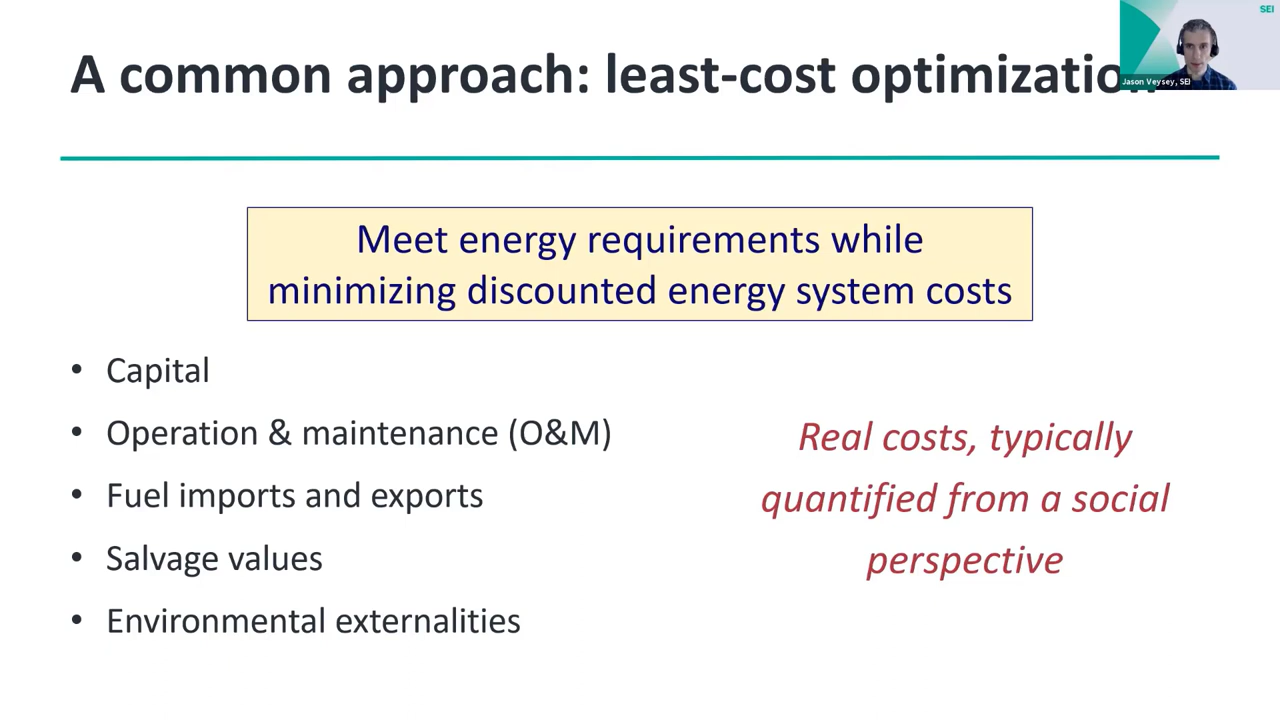 A common approach: least-cost optimization
SEI
Jason Veysey, SEI
Meet energy requirements while
minimizing discounted energy system costs
• Capital
• Operation & maintenance (O&M)
• Fuel imports and exports
• Salvage values
• Environmental externalities
Real costs, typically
quantified from a social
perspective